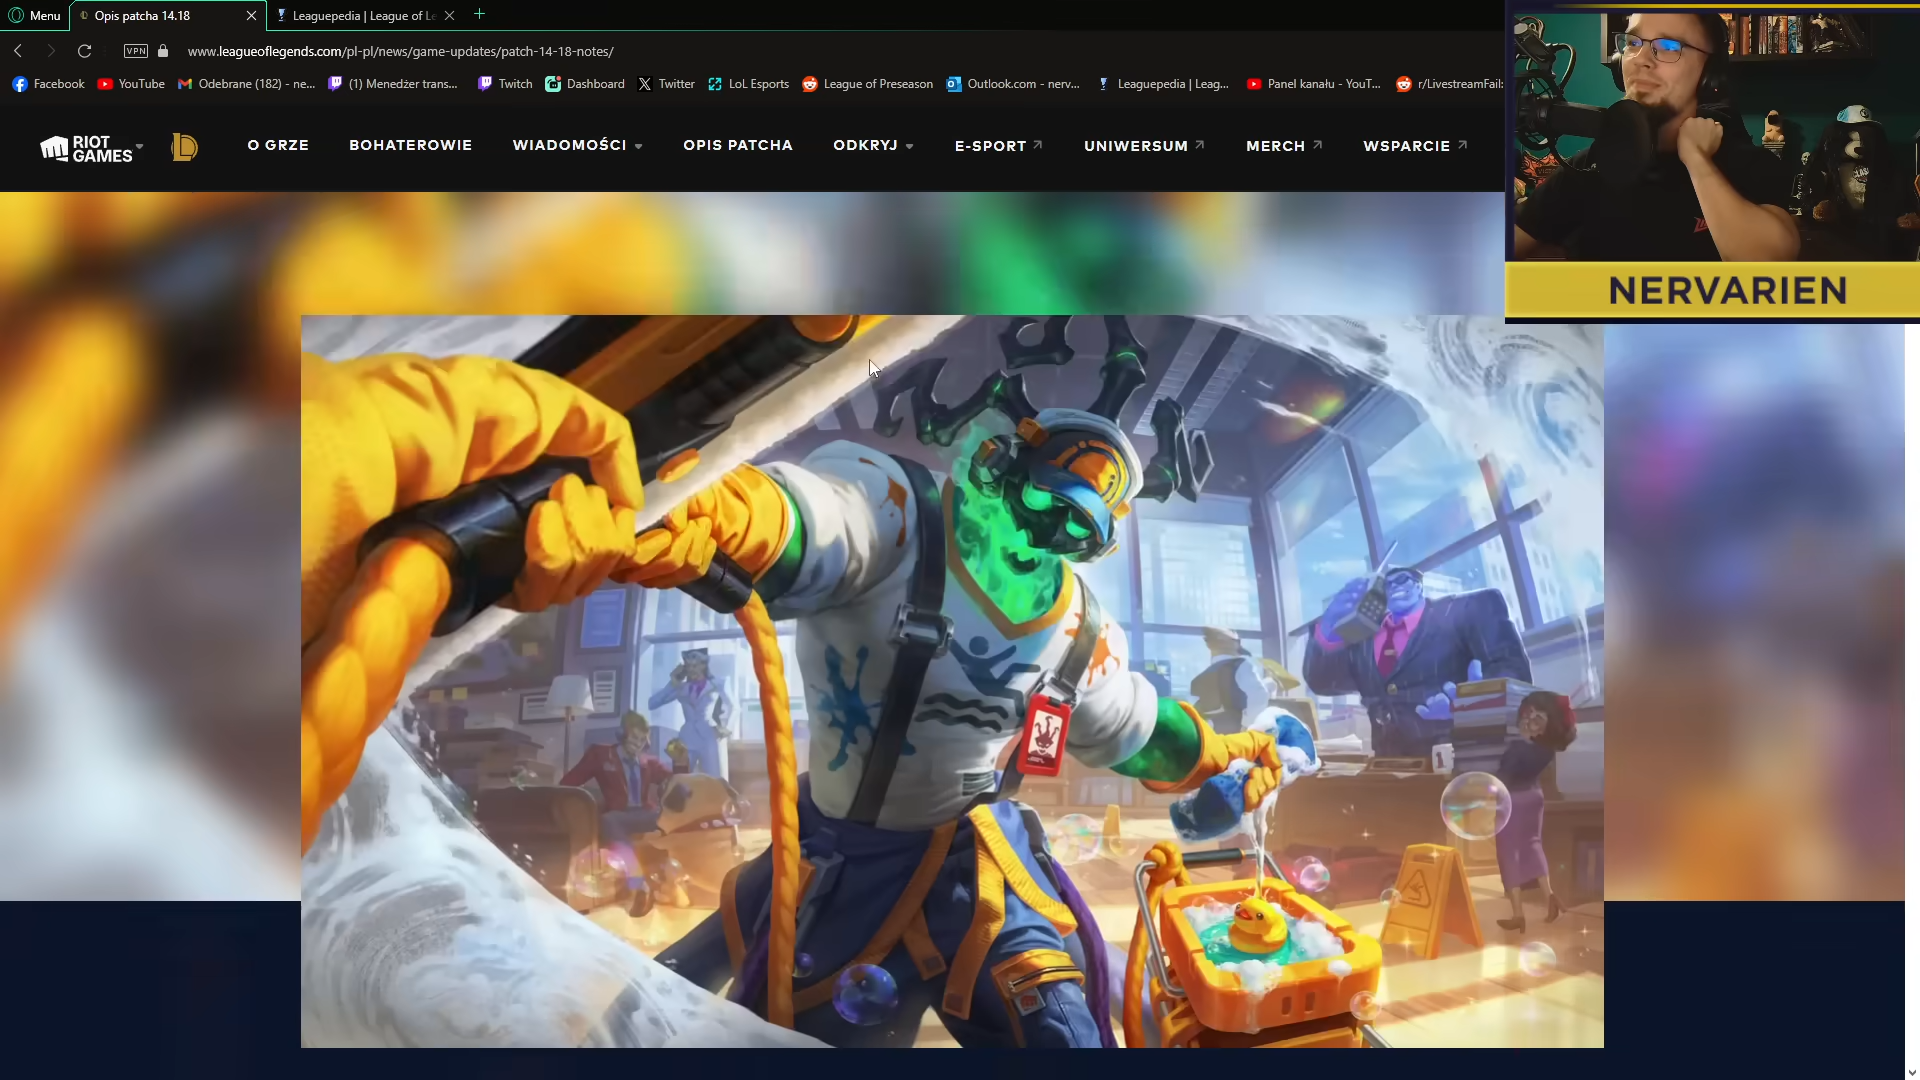 Menu
Opis patcha 14.18
Leaguepedia | League of Le
VPN
www.leagueoflegends.com/pl-pl/news/game-updates/patch-14-18-notes/
Facebook
YouTube
Odebrane (182) - ne...
(1) Menedżer trans...
Twitch
Dashboard
Twitter
LoL Esports
League of Preseason
Outlook.com - nerv...
Leaguepedia | Leag...
Panel kanału - YouT...
r/LivestreamFail:
RIOT
GAMES
O GRZE
BOHATEROWIE
WIADOMOŚCI
OPIS PATCHA
ODKRYJ
E-SPORT
UNIWERSUM
MERCH
WSPARCIE
NERVARIEN